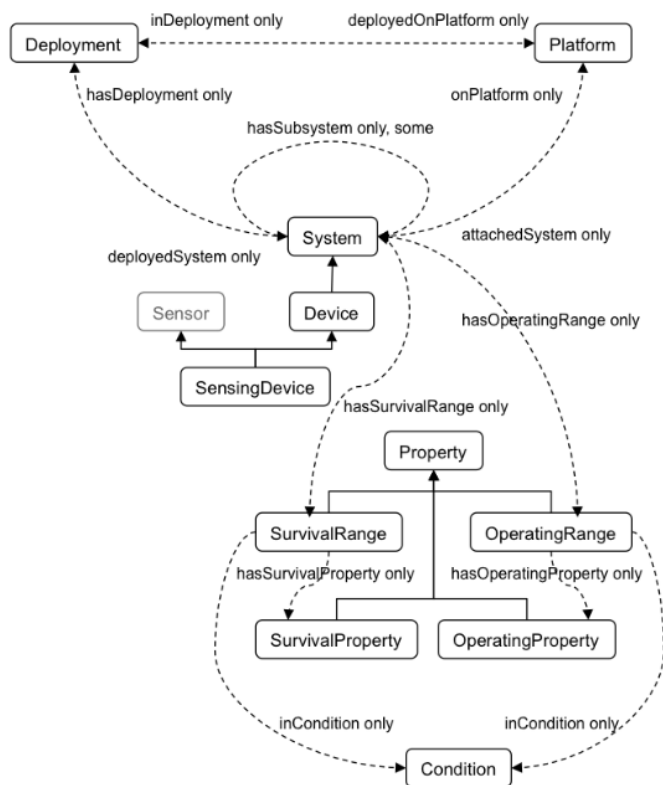 inDeployment only
deployedOnPlatform only
Deployment
Platform
hasDeployment only
onPlatform only
hasSubsystem only, some
System
deployedSystem only
attachedSystem only
Sensor
Device
hasOperatingRange only
SensingDevice
hasSurvivalRange only
Property
SurvivalRange
OperatingRange
hasSurvivalProperty only
hasOperatingProperty only
SurvivalProperty
OperatingProperty
inCondition only
inCondition only
Condition